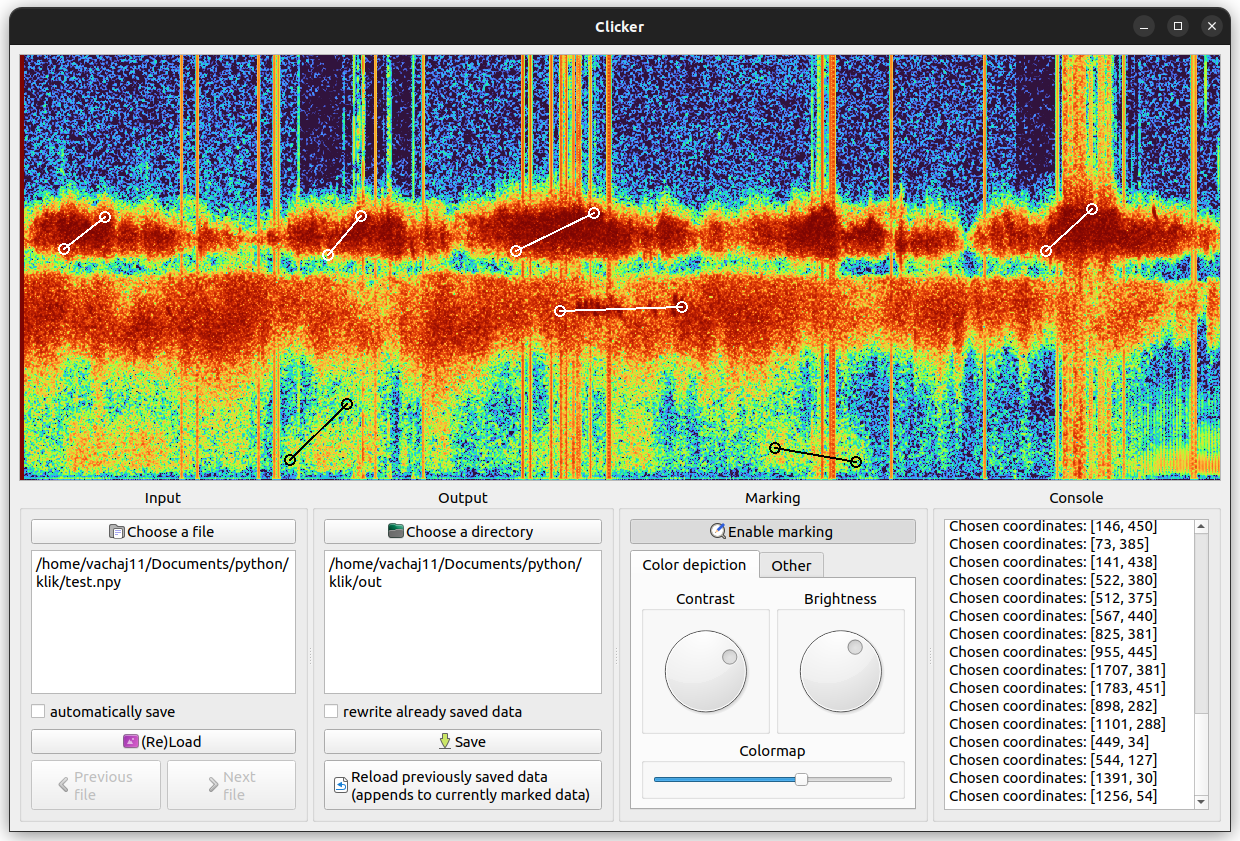 Clicker
Input
Output
Marking
Console
Choose a file
/home/vachaj11/Documents/python/
klik/test.npy
automatically save
(Re)Load
Previous
file
Next
file
Choose a directory
/home/vachaj11/Documents/python/
klik/out
rewrite already saved data
Save
Reload previously saved data
(appends to currently marked data)
Enable marking
Color depiction
Other
Contrast
Brightness
Colormap
Chosen coordinates: [146, 450]
Chosen coordinates: [73, 385]
Chosen coordinates: [141, 438]
Chosen coordinates: [522, 380]
Chosen coordinates: [512, 375]
Chosen coordinates: [567, 440]
Chosen coordinates: [825, 381]
Chosen coordinates: [955, 445]
Chosen coordinates: [1707, 381]
Chosen coordinates: [1783, 451]
Chosen coordinates: [898, 282]
Chosen coordinates: [1101, 288]
Chosen coordinates: [449, 34]
Chosen coordinates: [544, 127]
Chosen coordinates: [1391, 30]
Chosen coordinates: [1256, 54]